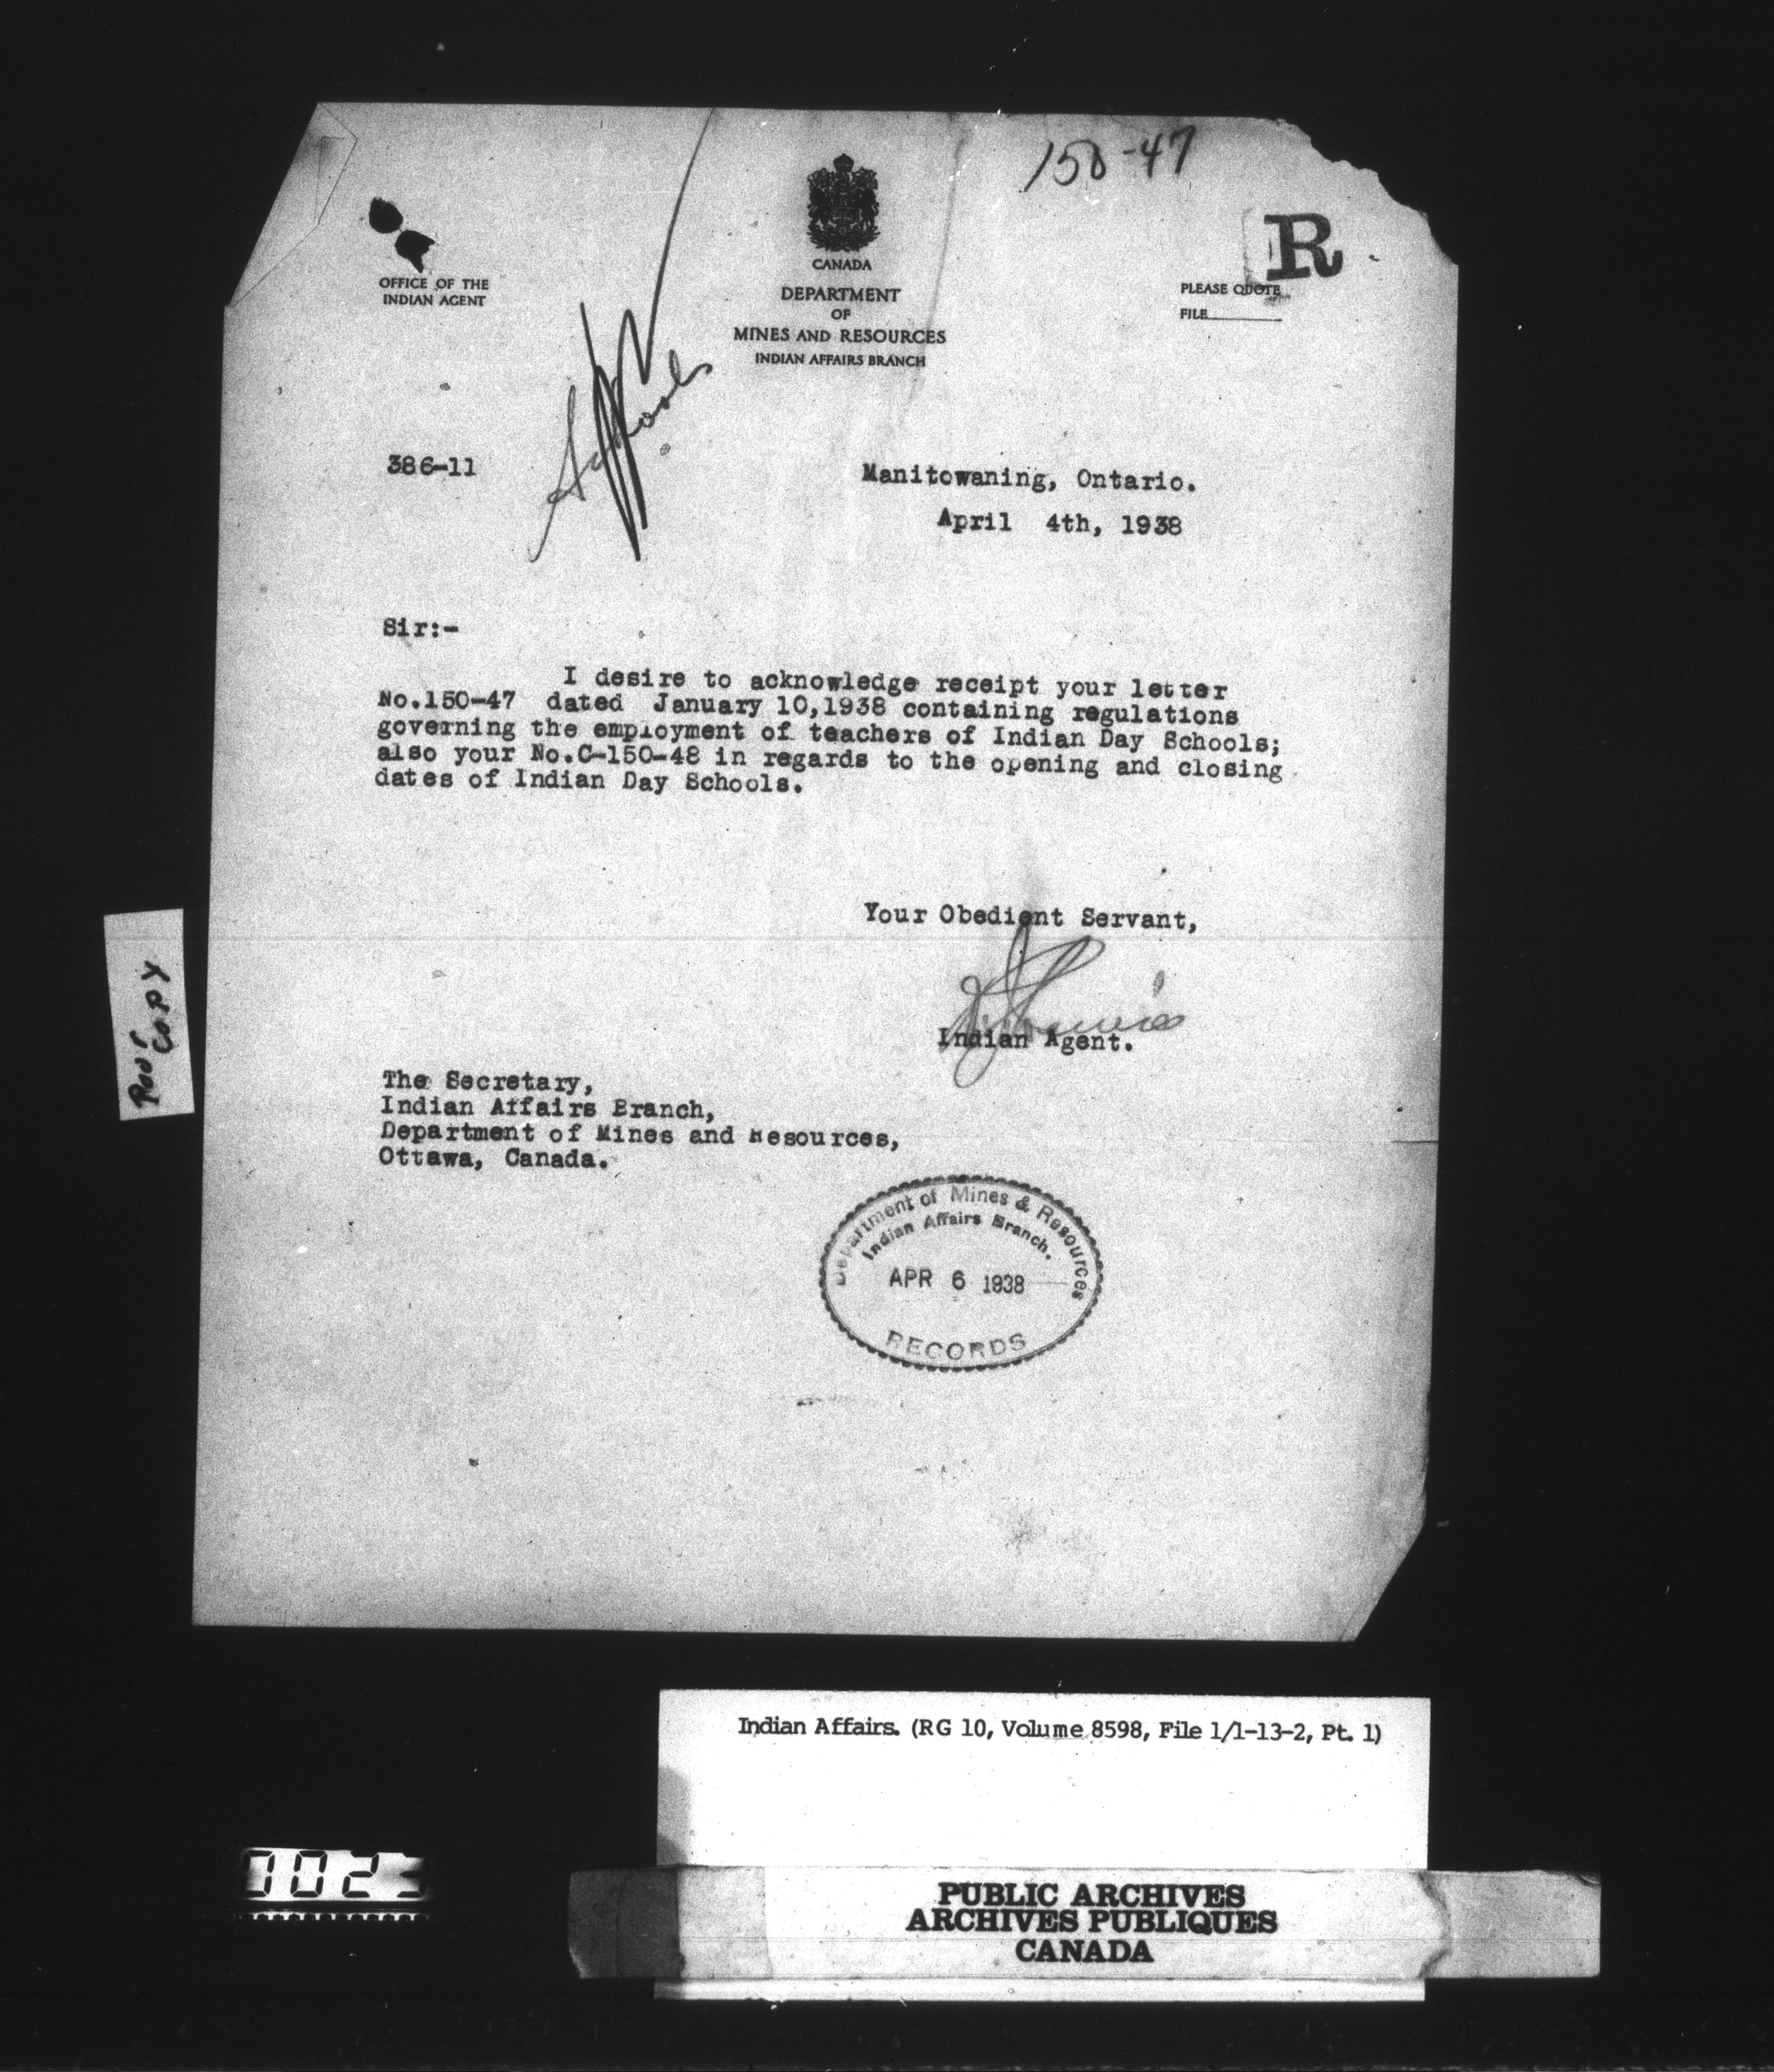 150-47
R
OFFICE OF THE
INDIAN AGENT
CANADA
DEPARTMENT
OF
MINES AND RESOURCES
INDIAN AFFAIRS BRANCH
PLEASE QUOTE
FILE
Schools
386-11
Manitowaning, Ontario.
April 4th, 1938
Sir:-
I desire to acknowledge receipt your letter
No.150-47 dated January 10,1938 containing regulations
governing the employment of teachers of Indian Day Schools;
also your No.C-150-48 in regards to the opening and closing
dates of Indian Day Schools.
Your Obedient Servant,
Indian Agent.
POOR
COPY
The Secretary,
Indian Affairs Branch,
Department of Mines and Resources,
Ottawa, Canada.
Department of Mines & Resources
Indian Affairs Branch.
APR 6 1938
RECORDS
Indian Affairs. (RG 10, Volume 8598, File 1/1-13-2, Pt. 1)
0023
PUBLIC ARCHIVES
ARCHIVES PUBLIQUES
CANADA